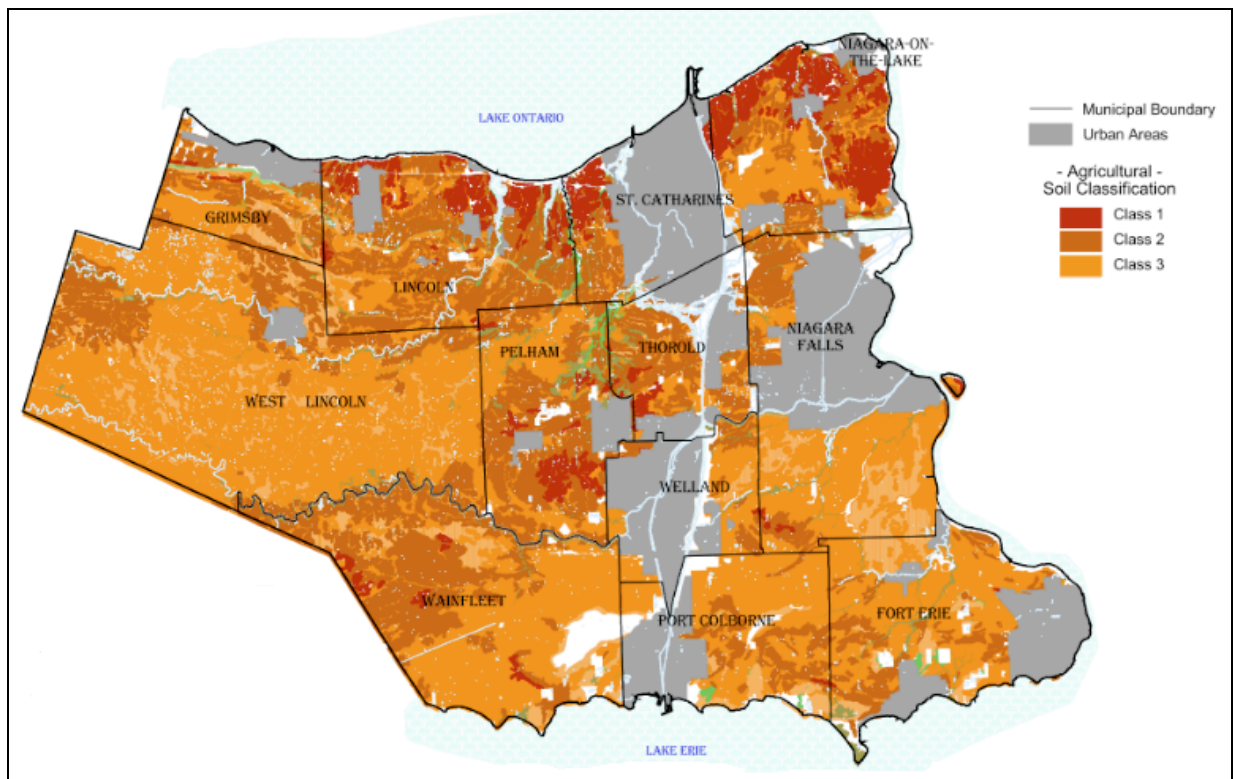 NIAGARA-ON-
THE-LAKE
LAKE ONTARIO
Municipal Boundary
Urban Areas
- Agricultural -
Soil Classification
Class 1
Class 2
Class 3
ST. CATHARINES
GRIMSBY
LINCOLN
NIAGARA
FALLS
PELHAM
THOROLD
WEST LINCOLN
WELLAND
WAINFLEET
PORT COLBORNE
FORT ERIE
LAKE ERIE